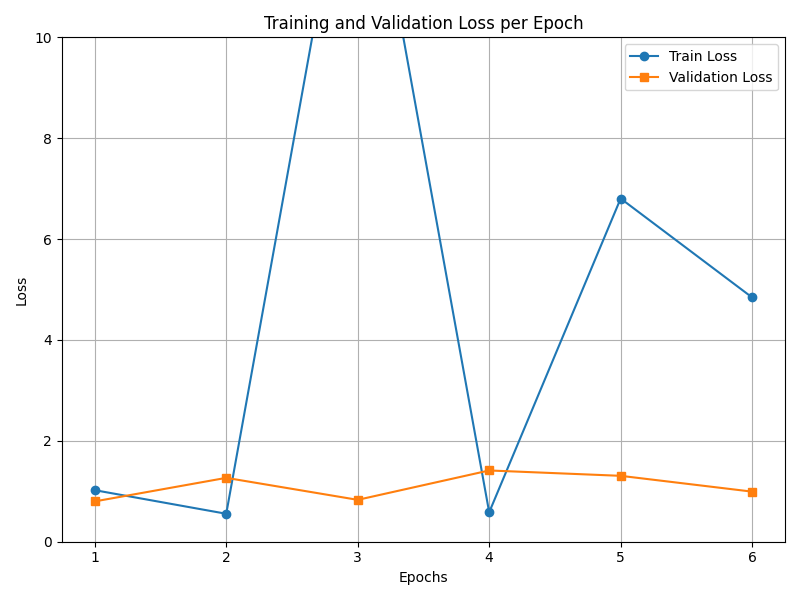 Training and Validation Loss per Epoch
Train Loss
Validation Loss
Loss
10
8
6
4
2
0
1 2 3 4 5 6
Epochs